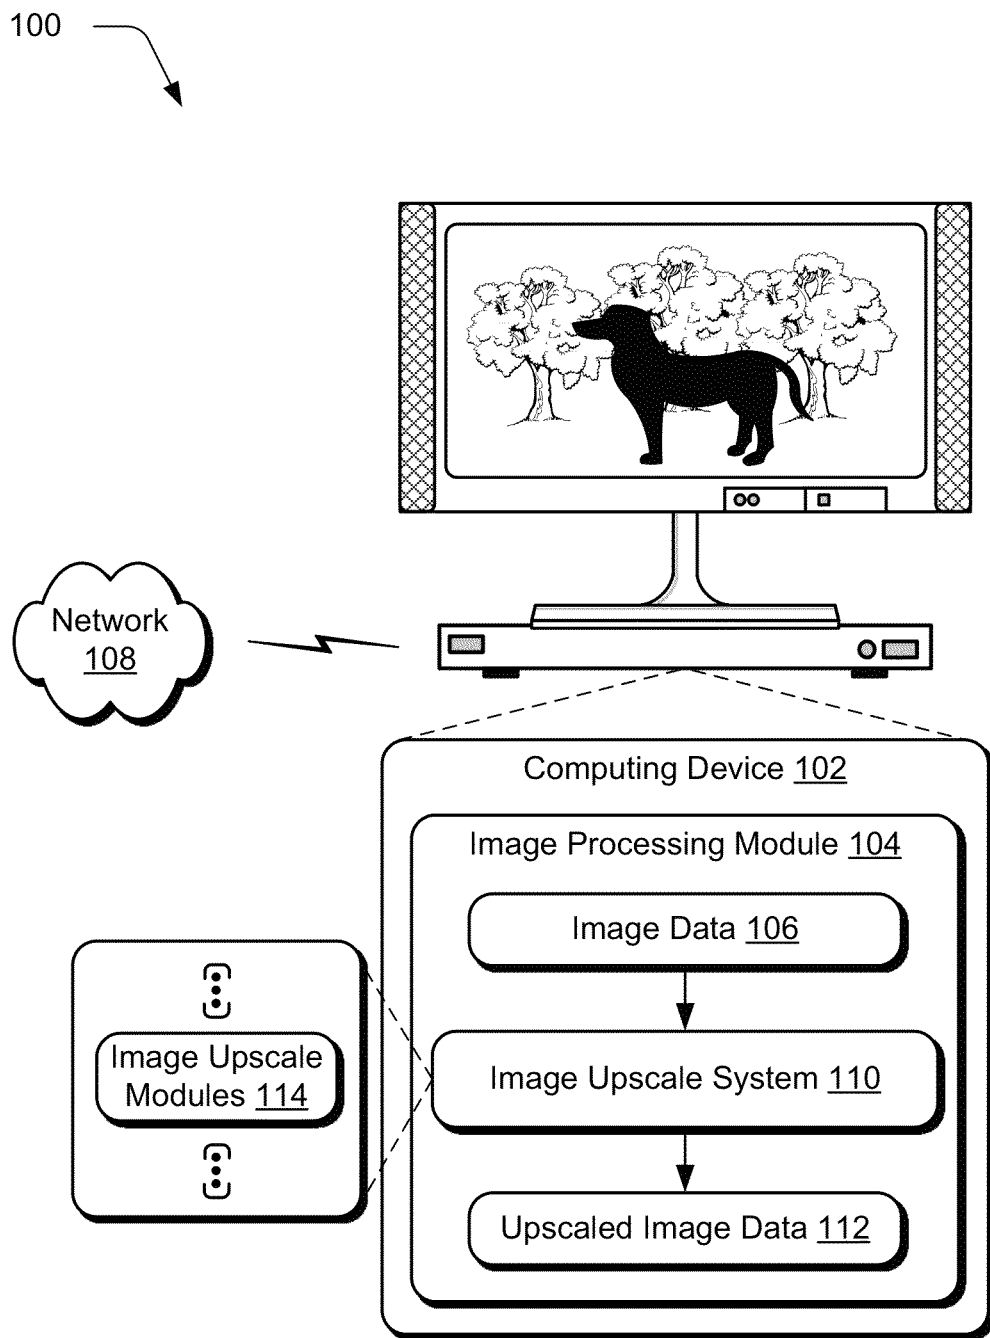 100
Network
108
Computing Device 102
Image Processing Module 104
Image Data 106
Image Upscale
Modules 114
Image Upscale System 110
Upscaled Image Data 112